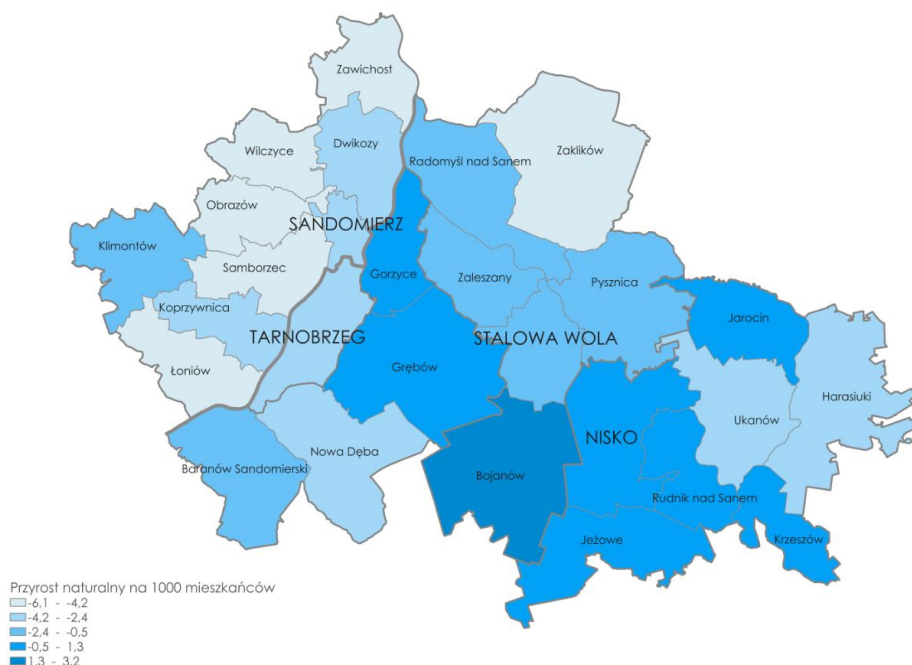 Zawichost
Dwikozy
Wilczyce
Radomyśl nad Sanem
Zaklików
Obrazów
SANDOMIERZ
Klimontów
Samborzec
Gorzyce
Zaleszany
Pysznica
Koprzywnica
Jarocin
TARNOBRZEG
STALOWA WOLA
Łoniów
Grębów
Harasiuki
Ukanów
NISKO
Nowa Dęba
Baranów Sandomierski
Bojanów
Rudnik nad Sanem
Jeżowe
Krzeszów
Przyrost naturalny na 1000 mieszkańców
-6,1 - -4,2
-4,2 - -2,4
-2,4 - -0,5
-0,5 - 1,3
1,3 - 3,2